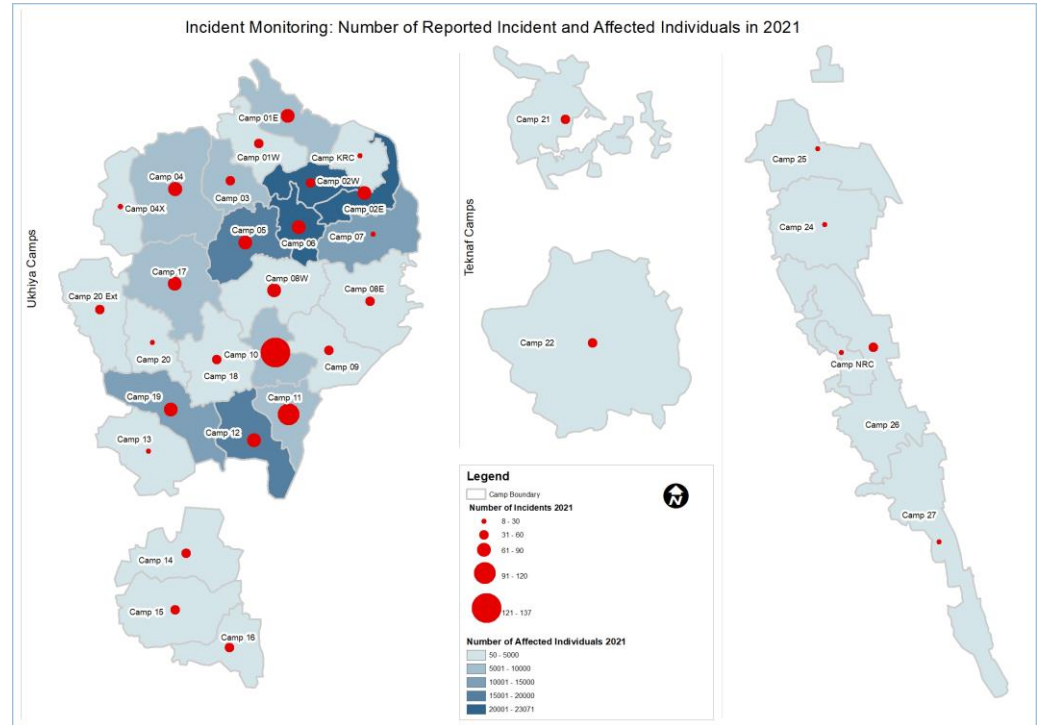 Incident Monitoring: Number of Reported Incident and Affected Individuals in 2021
Ukhiya Camps
Camp 01E
Camp 01W
Camp KRC
Camp 04
Camp 03
Camp 02W
Camp 04X
Camp 02E
Camp 05
Camp 06
Camp 07
Camp 17
Camp 08W
Camp 08E
Camp 20 Ext
Camp 20
Camp 18
Camp 10
Camp 09
Camp 19
Camp 11
Camp 12
Camp 13
Camp 14
Camp 15
Camp 16
Teknaf Camps
Camp 21
Camp 22
Camp 25
Camp 24
Camp NRC
Camp 26
Camp 27
Legend
N
Camp Boundary
Number of Incidents 2021
8 - 30
31 - 60
61 - 90
91 - 120
121 - 137
Number of Affected Individuals 2021
50 - 5000
5001 - 10000
10001 - 15000
15001 - 20000
20001 - 23071